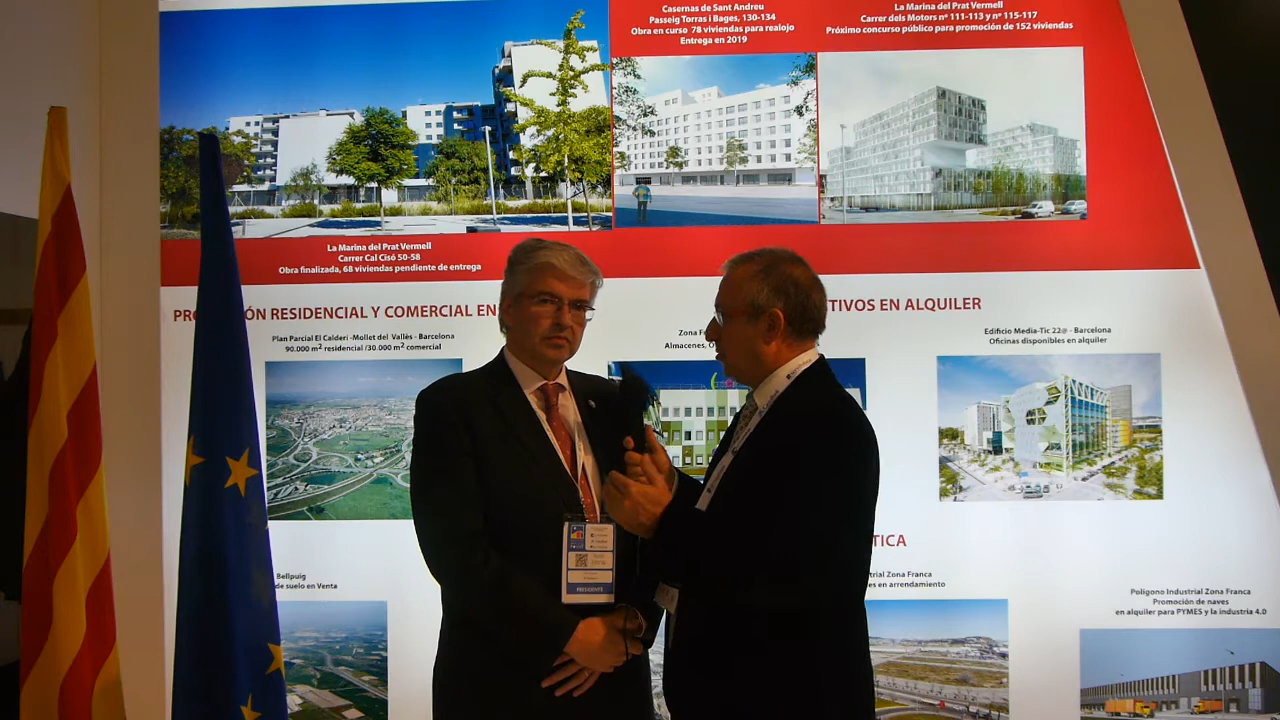 Casernas de Sant Andreu
Passeig Torras i Bages, 130-134
Obra en curso 78 viviendas para realojo
Entrega en 2019
La Marina del Prat Vermell
Carrer dels Motors nº 111-113 y nº 115-117
Próximo concurso público para promoción de 152 viviendas
La Marina del Prat Vermell
Carrer Cal Cisó 50-58
Obra finalizada, 68 viviendas pendiente de entrega
ÓN RESIDENCIAL Y COMERCIAL EN
TIVOS EN ALQUILER
Plan Parcial El Calderí -Mollet del Vallès - Barcelona
90.000 m² residencial /30.000 m² comercial
Zona
Almacenes,
Edificio Media-Tic 22@ - Barcelona
Oficinas disponibles en alquiler
PRESIDENTE
TICA
Bellpuig
de suelo en Venta
trial Zona Franca
es en arrendamiento
Polígono Industrial Zona Franca
Promoción de naves
en alquiler para PYMES y la industria 4.0